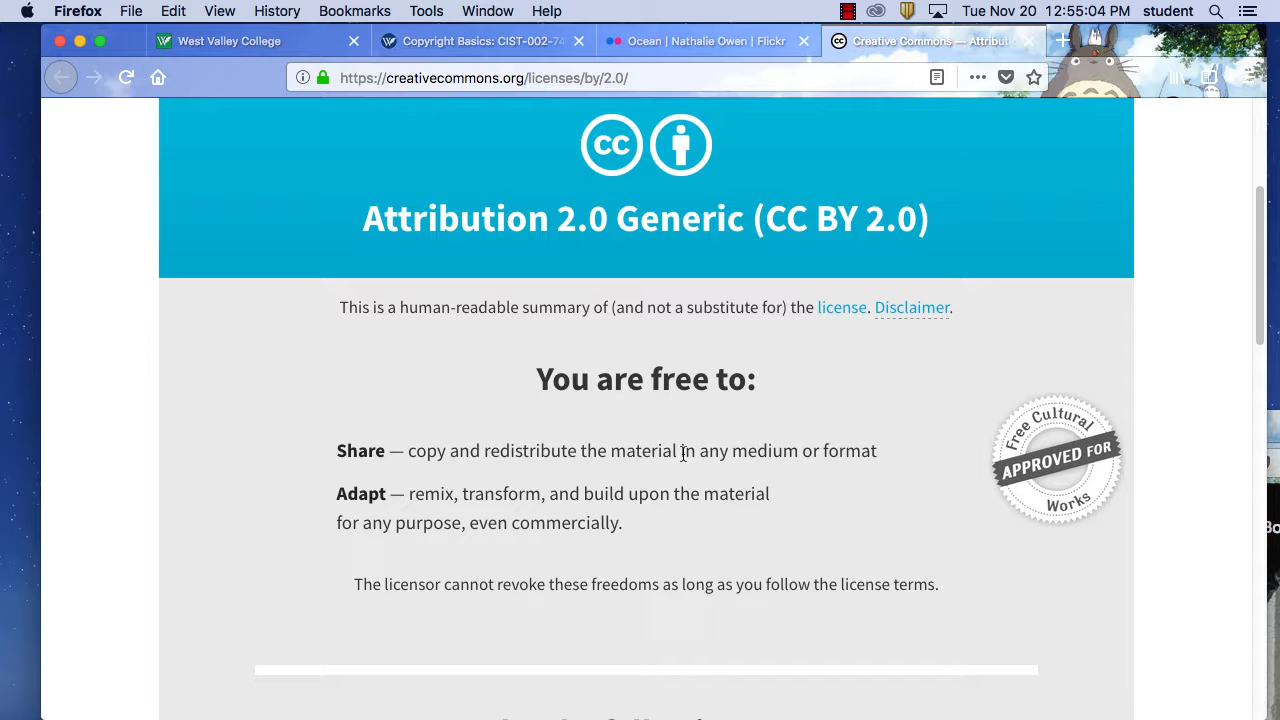 Firefox File Edit View History Bookmarks Tools Window Help Tue Nov 20 12:55:04 PM student
West Valley College Copyright Basics: CIST-002-74 Ocean | Nathalie Owen | Flickr Creative Commons — Attribut
https://creativecommons.org/licenses/by/2.0/
CC
Attribution 2.0 Generic (CC BY 2.0)
This is a human-readable summary of (and not a substitute for) the license. Disclaimer.
You are free to:
Share — copy and redistribute the material in any medium or format
Adapt — remix, transform, and build upon the material
for any purpose, even commercially.
Free Cultural
APPROVED FOR
Works
The licensor cannot revoke these freedoms as long as you follow the license terms.